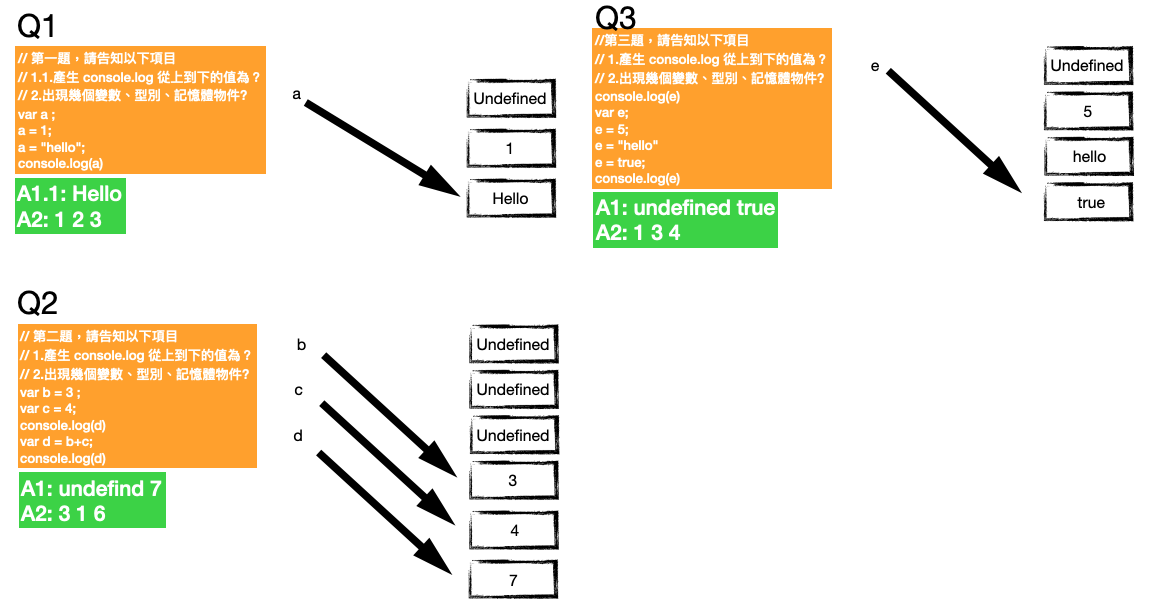 Q1
// 第一題，請告知以下項目
// 1.1.產生 console.log 從上到下的值為 ?
// 2.出現幾個變數、型別、記憶體物件?
var a ;
a = 1;
a = "hello";
console.log(a)
A1.1: Hello
A2: 1 2 3
a
Undefined
1
Hello
Q3
//第三題，請告知以下項目
// 1.產生 console.log 從上到下的值為 ?
// 2.出現幾個變數、型別、記憶體物件?
console.log(e)
var e;
e = 5;
e = "hello"
e = true;
console.log(e)
A1: undefined true
A2: 1 3 4
e
Undefined
5
hello
true
Q2
// 第二題，請告知以下項目
// 1.產生 console.log 從上到下的值為 ?
// 2.出現幾個變數、型別、記憶體物件?
var b = 3 ;
var c = 4;
console.log(d)
var d = b+c;
console.log(d)
A1: undefind 7
A2: 3 1 6
b
c
d
Undefined
Undefined
Undefined
3
4
7